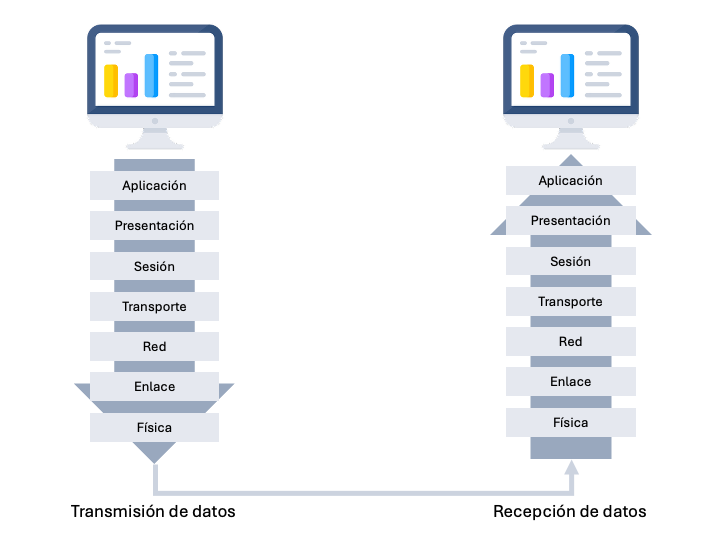 Aplicación
Presentación
Sesión
Transporte
Red
Enlace
Física
Transmisión de datos
Aplicación
Presentación
Sesión
Transporte
Red
Enlace
Física
Recepción de datos